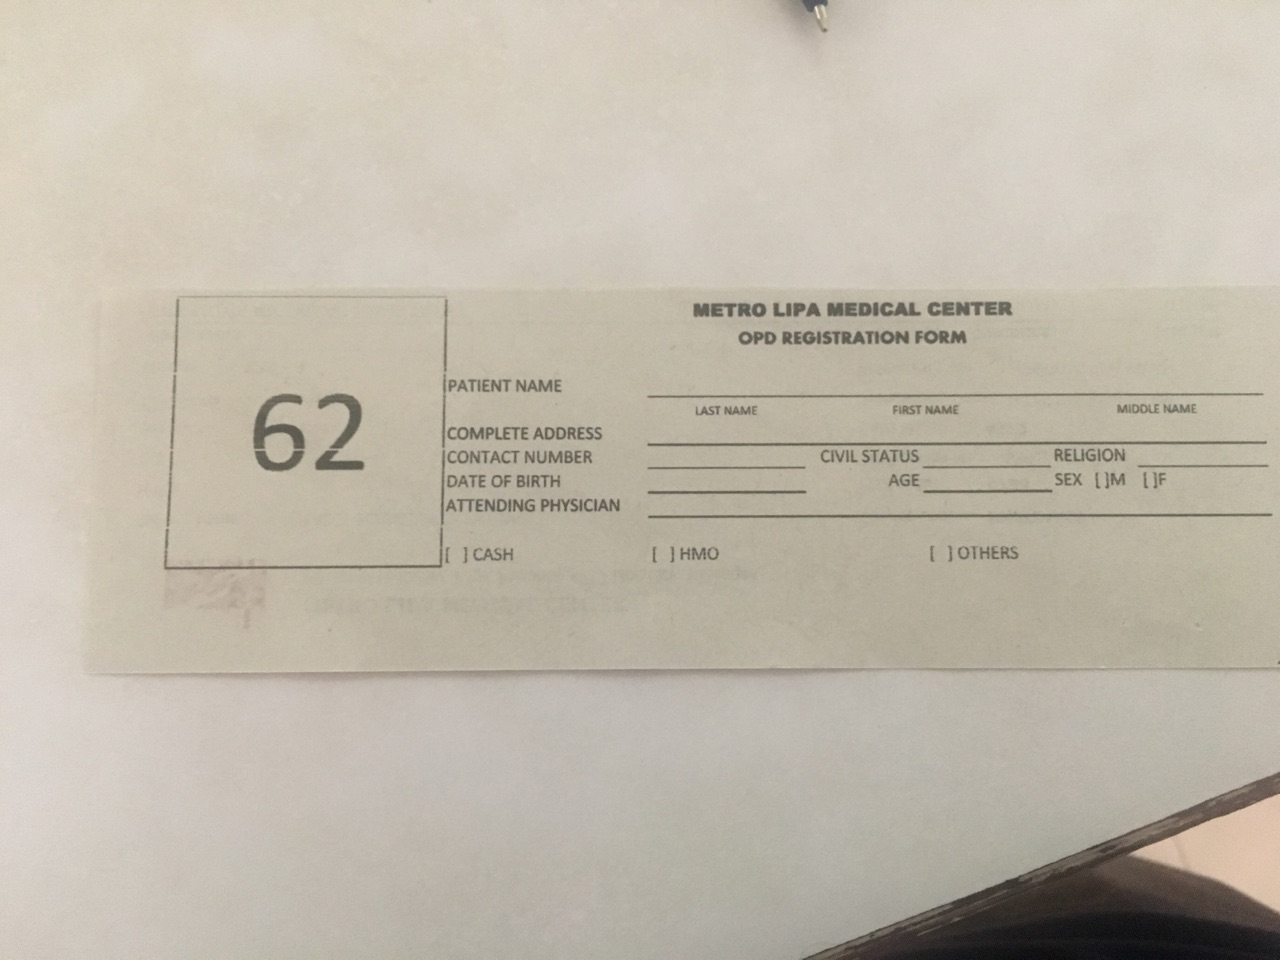 62
METRO LIPA MEDICAL CENTER
OPD REGISTRATION FORM
PATIENT NAME
LAST NAME FIRST NAME MIDDLE NAME
COMPLETE ADDRESS
CONTACT NUMBER CIVIL STATUS RELIGION
DATE OF BIRTH AGE SEX [ ]M [ ]F
ATTENDING PHYSICIAN
[ ] CASH [ ] HMO [ ] OTHERS